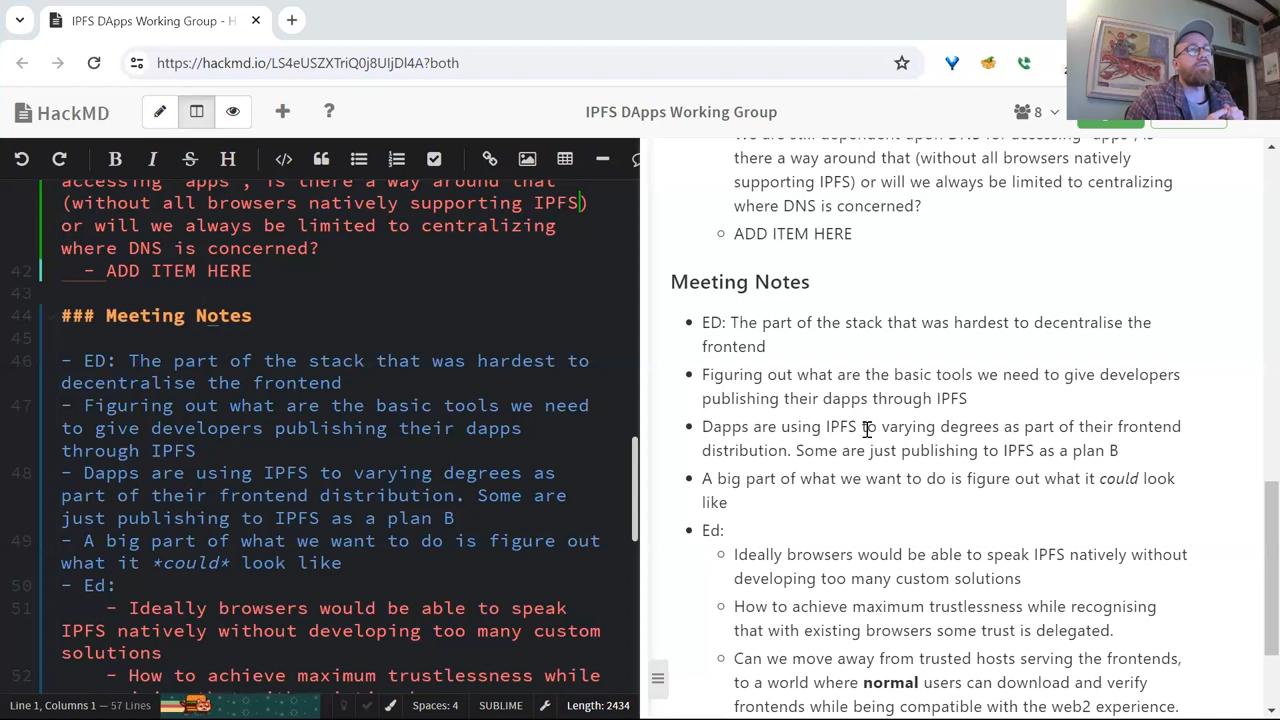 IPFS DApps Working Group - H
https://hackmd.io/LS4eUSZXTriQ0j8UIjDl4A?both
HackMD
IPFS DApps Working Group
8
accessing "apps", is there a way around that
(without all browsers natively supporting IPFS)
or will we always be limited to centralizing
where DNS is concerned?
42 - ADD ITEM HERE
43
44 ### Meeting Notes
45
46 - ED: The part of the stack that was hardest to
decentralise the frontend
47 - Figuring out what are the basic tools we need
to give developers publishing their dapps
through IPFS
48 - Dapps are using IPFS to varying degrees as
part of their frontend distribution. Some are
just publishing to IPFS as a plan B
49 - A big part of what we want to do is figure out
what it *could* look like
50 - Ed:
51 - Ideally browsers would be able to speak
IPFS natively without developing too many custom
solutions
52 - How to achieve maximum trustlessness while
We are still dependent upon DNS for accessing "apps", is
there a way around that (without all browsers natively
supporting IPFS) or will we always be limited to centralizing
where DNS is concerned?
ADD ITEM HERE
Meeting Notes
ED: The part of the stack that was hardest to decentralise the
frontend
Figuring out what are the basic tools we need to give developers
publishing their dapps through IPFS
Dapps are using IPFS to varying degrees as part of their frontend
distribution. Some are just publishing to IPFS as a plan B
A big part of what we want to do is figure out what it could look
like
Ed:
Ideally browsers would be able to speak IPFS natively without
developing too many custom solutions
How to achieve maximum trustlessness while recognising
that with existing browsers some trust is delegated.
Can we move away from trusted hosts serving the frontends,
to a world where normal users can download and verify
frontends while being compatible with the web2 experience.
Line 1, Columns 1 — 57 Lines
Spaces: 4
SUBLIME
Length: 2434